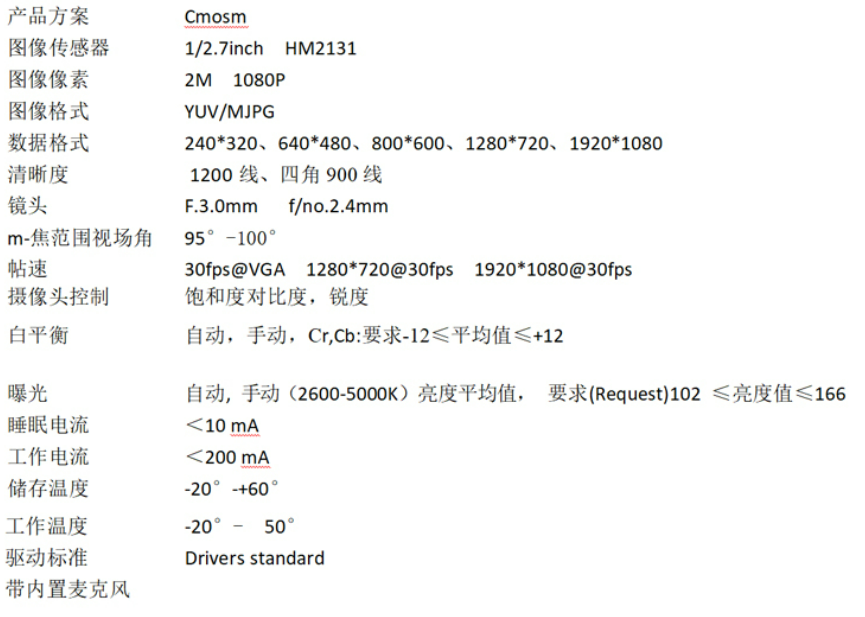 产品方案 Cmosm
图像传感器 1/2.7inch HM2131
图像像素 2M 1080P
图像格式 YUV/MJPG
数据格式 240*320、640*480、800*600、1280*720、1920*1080
清晰度 1200 线、四角 900 线
镜头 F.3.0mm f/no.2.4mm
m-焦范围视场角 95°-100°
帖速 30fps@VGA 1280*720@30fps 1920*1080@30fps
摄像头控制 饱和度对比度，锐度
白平衡 自动，手动，Cr,Cb:要求-12≤平均值≤+12
曝光 自动, 手动（2600-5000K）亮度平均值， 要求(Request)102 ≤亮度值≤166
睡眠电流 ＜10 mA
工作电流 ＜200 mA
储存温度 -20°-+60°
工作温度 -20°- 50°
驱动标准 Drivers standard
带内置麦克风